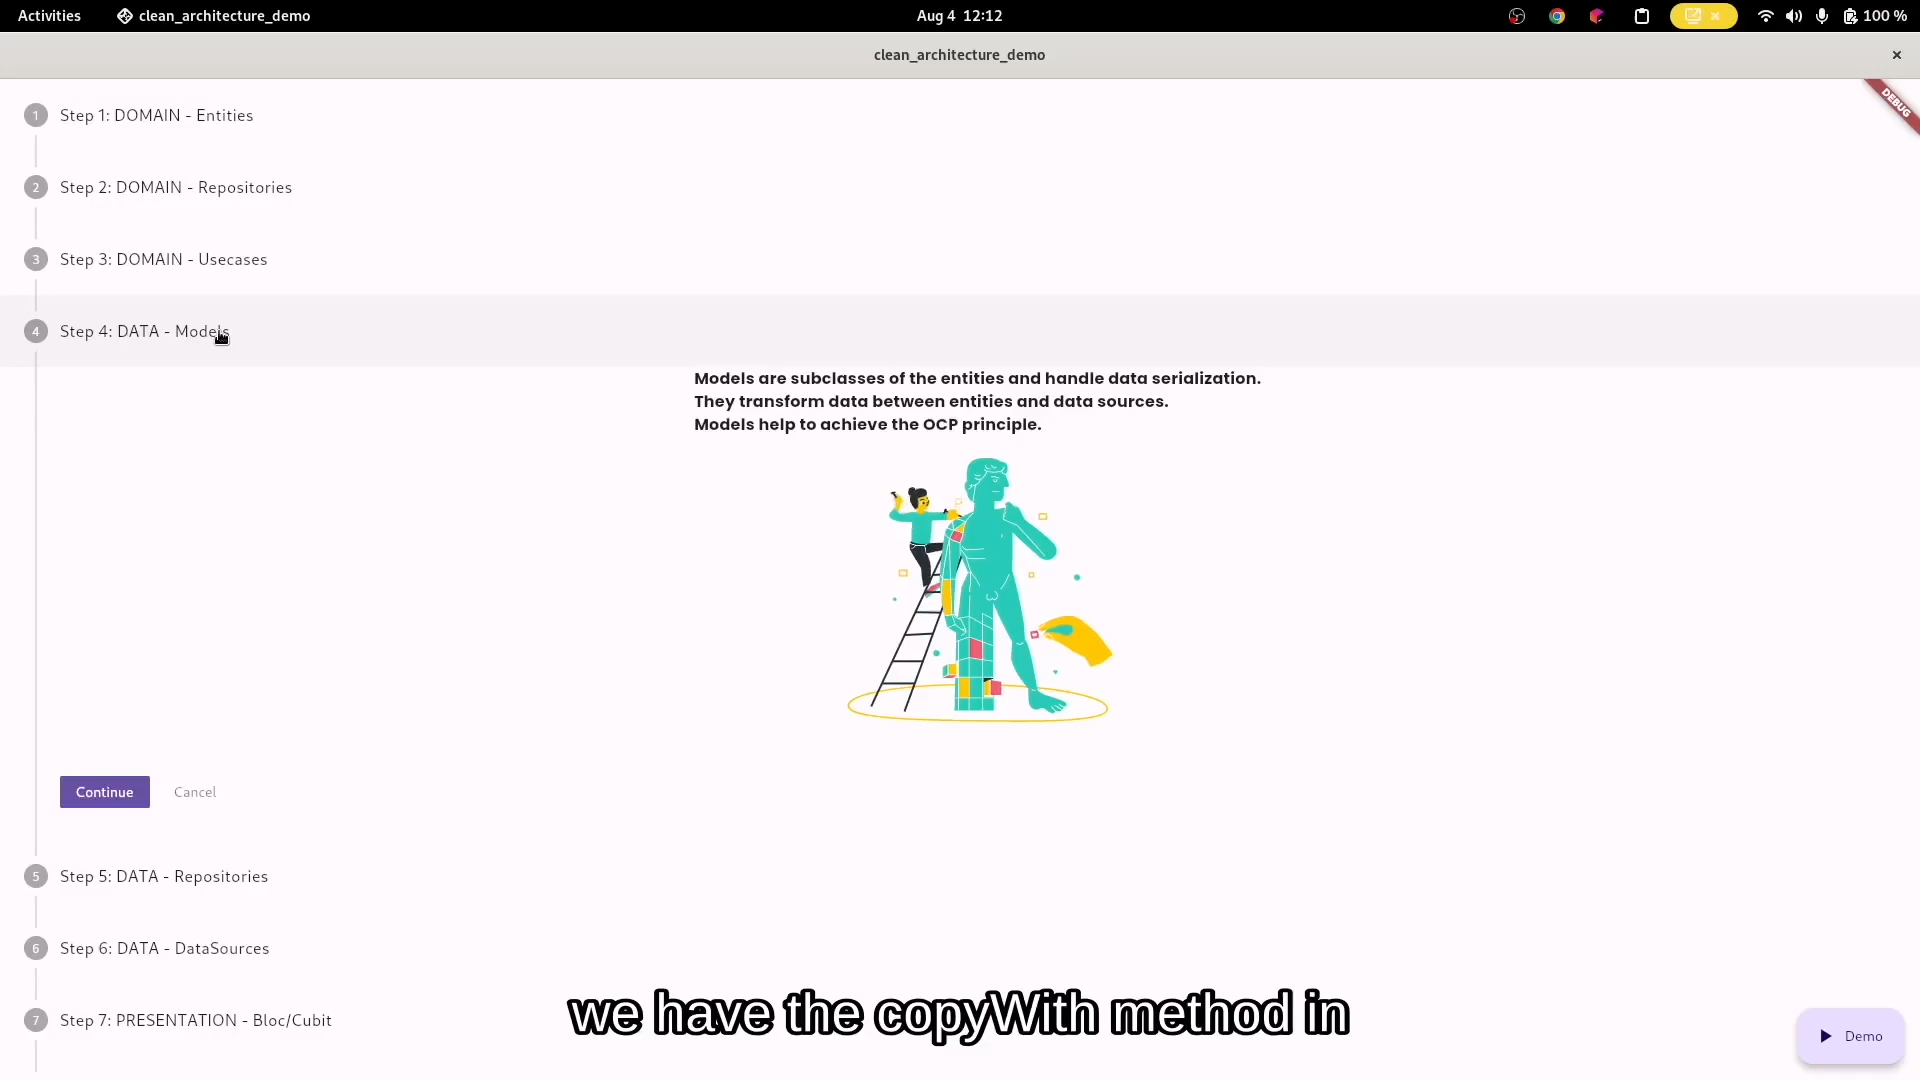 Activities clean_architecture_demo Aug 4 12:12 100 %
clean_architecture_demo
DEBUG
1 Step 1: DOMAIN - Entities
2 Step 2: DOMAIN - Repositories
3 Step 3: DOMAIN - Usecases
4 Step 4: DATA - Models
Models are subclasses of the entities and handle data serialization.
They transform data between entities and data sources.
Models help to achieve the OCP principle.
Continue Cancel
5 Step 5: DATA - Repositories
6 Step 6: DATA - DataSources
7 Step 7: PRESENTATION - Bloc/Cubit
we have the copyWith method in
Demo